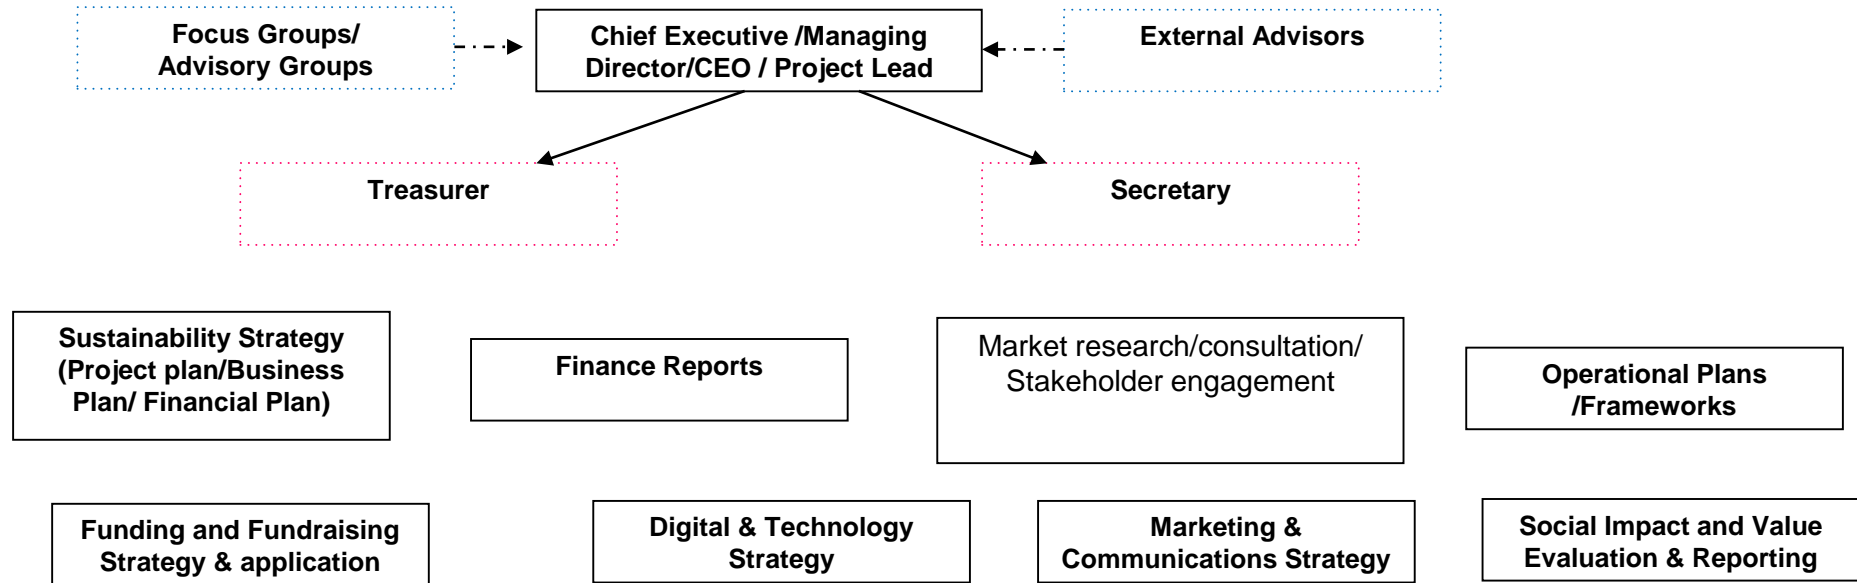 Focus Groups/
Advisory Groups
Chief Executive /Managing
Director/CEO / Project Lead
External Advisors
Treasurer
Secretary
Sustainability Strategy
(Project plan/Business
Plan/ Financial Plan)
Finance Reports
Market research/consultation/
Stakeholder engagement
Operational Plans
/Frameworks
Funding and Fundraising
Strategy & application
Digital & Technology
Strategy
Marketing &
Communications Strategy
Social Impact and Value
Evaluation & Reporting